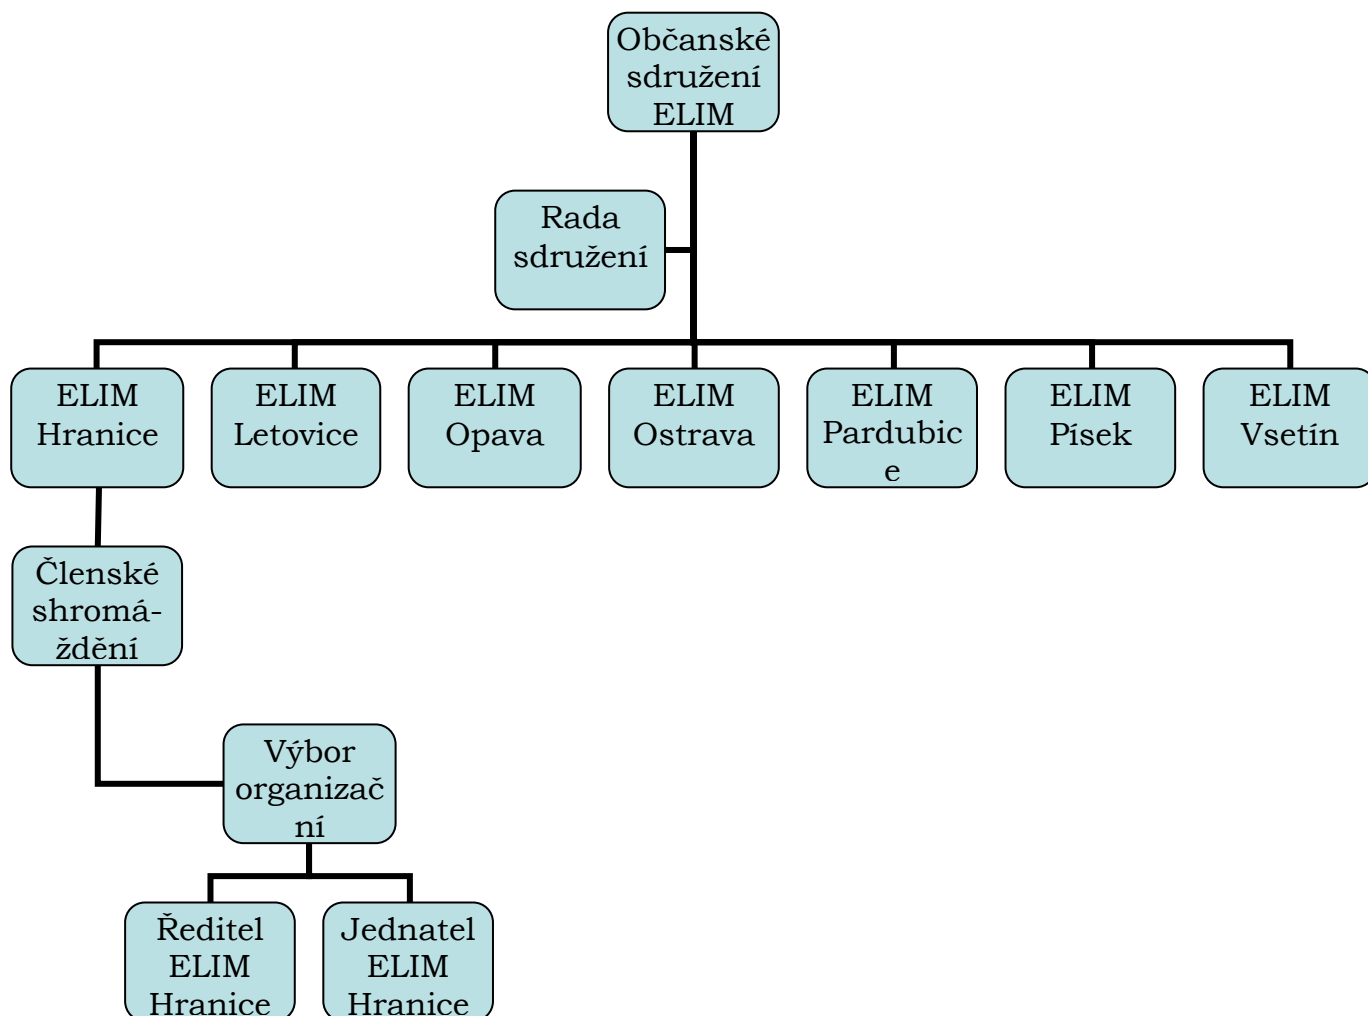 Občanské
sdružení
ELIM
Rada
sdružení
ELIM
Hranice
ELIM
Letovice
ELIM
Opava
ELIM
Ostrava
ELIM
Pardubic
e
ELIM
Písek
ELIM
Vsetín
Členské
shromá-
ždění
Výbor
organizač
ní
Ředitel
ELIM
Hranice
Jednatel
ELIM
Hranice